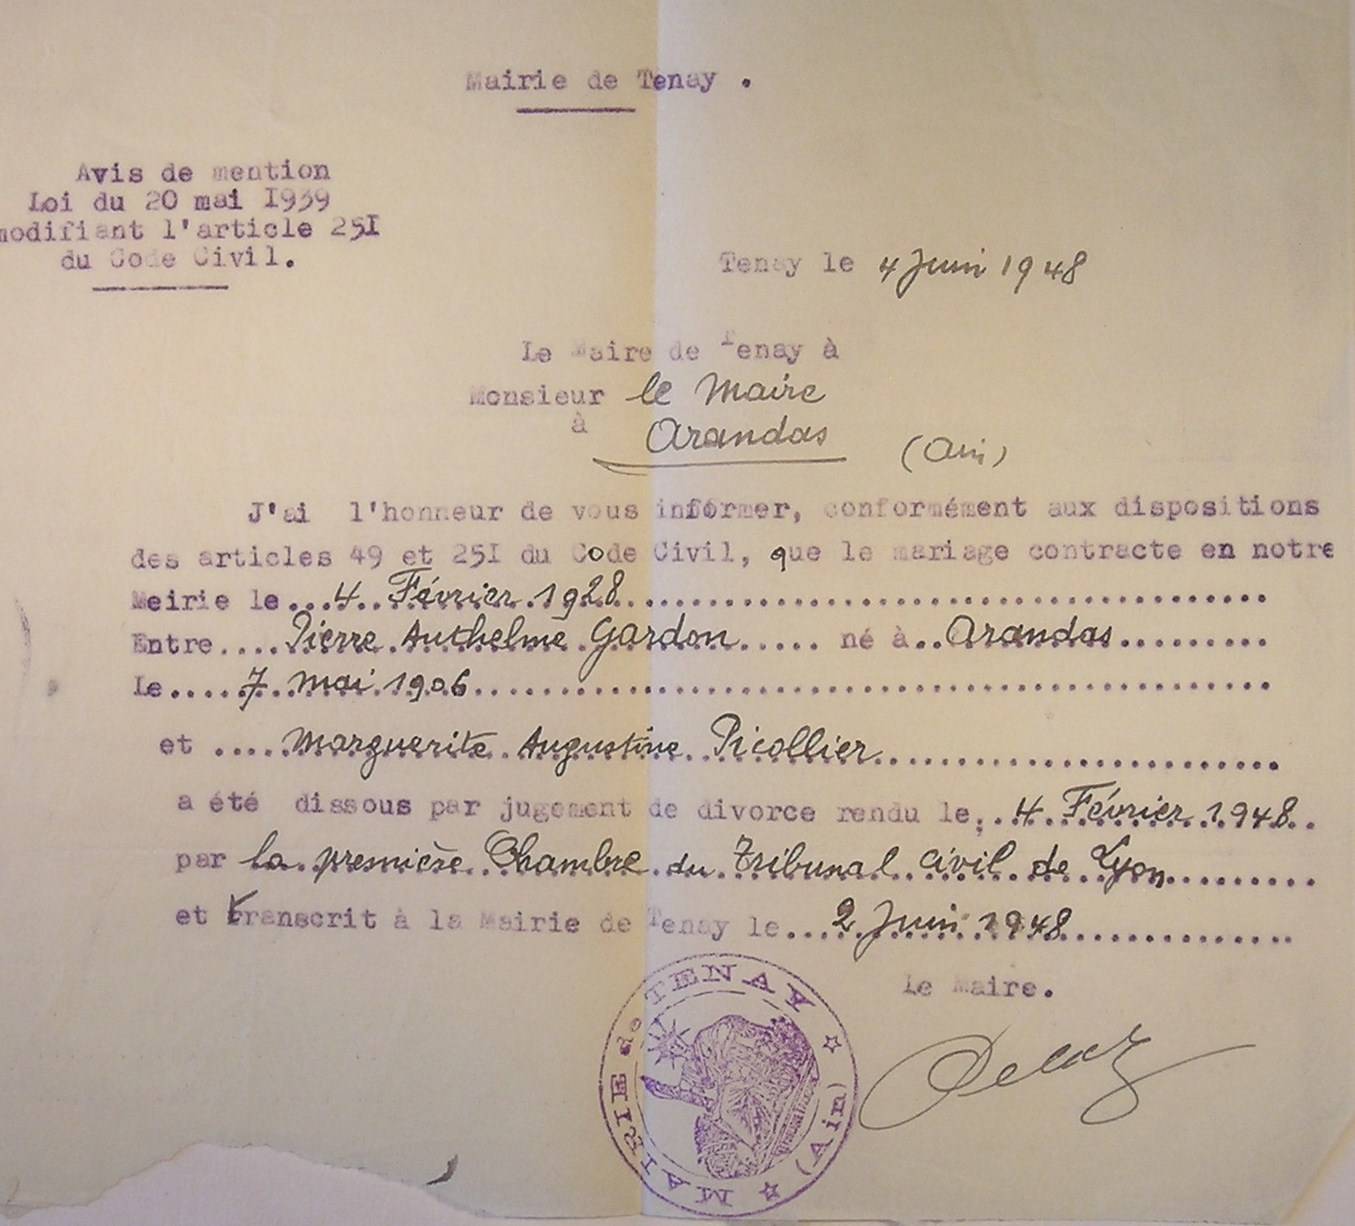 Mairie de Tenay .
Avis de mention
Loi du 20 mai I939
modifiant l'article 25I
du Code Civil.
Tenay le 4 Juin 1948
Le Maire de Tenay à
Monsieur le Maire
à Arandas (Ain)
J'ai l'honneur de vous informer, conformément aux dispositions
des articles 49 et 25I du Code Civil, que le mariage contracte en notre
Meirie le...4. Février.1928...........................................
Entre....Pierre.Anthelme.Gardon..... né à..Arandas.........
Le.....7.mai.1906...........................................
et ....Marguerite.Augustine.Picollier...........................
a été dissous par jugement de divorce rendu le...4.Février.1948..
par la.première.Chambre.du.Tribunal.Civil.de.Lyon.........
et transcrit à la Mairie de Tenay le...2.Juin.1948...............
Le Maire.
MAIRIE de TENAY
(Ain)